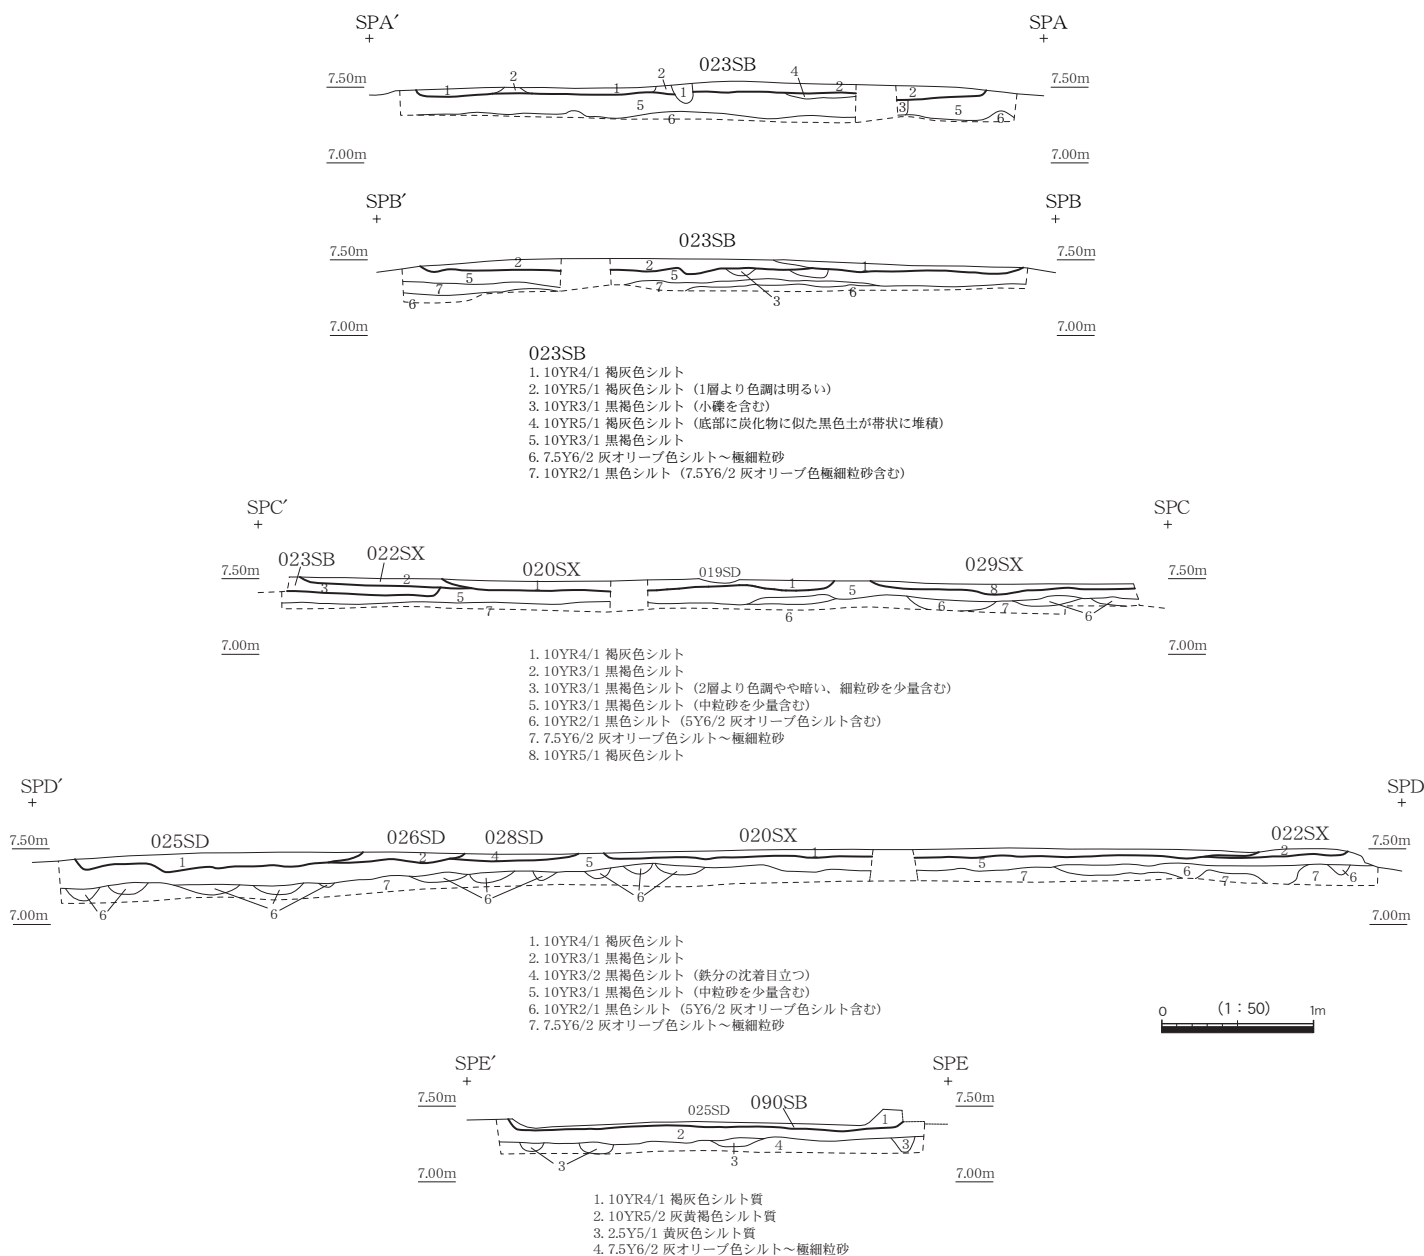 SPA′ SPA
023SB
7.50m 7.50m
1 2 1 2 1 4 2 2
5 3 5
6 6
7.00m 7.00m
SPB′ SPB
023SB
7.50m 7.50m
2 2 1
5 5
7 7 6
6 3
7.00m 7.00m
023SB
1. 10YR4/1 褐灰色シルト
2. 10YR5/1 褐灰色シルト（1層より色調は明るい）
3. 10YR3/1 黒褐色シルト（小礫を含む）
4. 10YR5/1 褐灰色シルト（底部に炭化物に似た黒色土が帯状に堆積）
5. 10YR3/1 黒褐色シルト
6. 7.5Y6/2 灰オリーブ色シルト～極細粒砂
7. 10YR2/1 黒色シルト（7.5Y6/2 灰オリーブ色極細粒砂含む）
SPC′ SPC
023SB 022SX 020SX 019SD 029SX
7.50m 7.50m
3 2 5 1 5 8
7 6 6 7 6
7.00m 7.00m
1. 10YR4/1 褐灰色シルト
2. 10YR3/1 黒褐色シルト
3. 10YR3/1 黒褐色シルト（2層より色調やや暗い、細粒砂を少量含む）
5. 10YR3/1 黒褐色シルト（中粒砂を少量含む）
6. 10YR2/1 黒色シルト（5Y6/2 灰オリーブ色シルト含む）
7. 7.5Y6/2 灰オリーブ色シルト～極細粒砂
8. 10YR5/1 褐灰色シルト
SPD′ SPD
025SD 026SD 028SD 020SX 022SX
7.50m 7.50m
1 2 4 5 1 5 2
7 7 6 7 7 6
6 6 6 6
7.00m 7.00m
1. 10YR4/1 褐灰色シルト
2. 10YR3/1 黒褐色シルト
4. 10YR3/2 黒褐色シルト（鉄分の沈着目立つ）
5. 10YR3/1 黒褐色シルト（中粒砂を少量含む）
6. 10YR2/1 黒色シルト（5Y6/2 灰オリーブ色シルト含む）
7. 7.5Y6/2 灰オリーブ色シルト～極細粒砂
0 （1：50） 1m
SPE′ SPE
7.50m 7.50m
025SD 090SB
1
2 4 3
3 3
7.00m 7.00m
1. 10YR4/1 褐灰色シルト質
2. 10YR5/2 灰黄褐色シルト質
3. 2.5Y5/1 黄灰色シルト質
4. 7.5Y6/2 灰オリーブ色シルト～極細粒砂